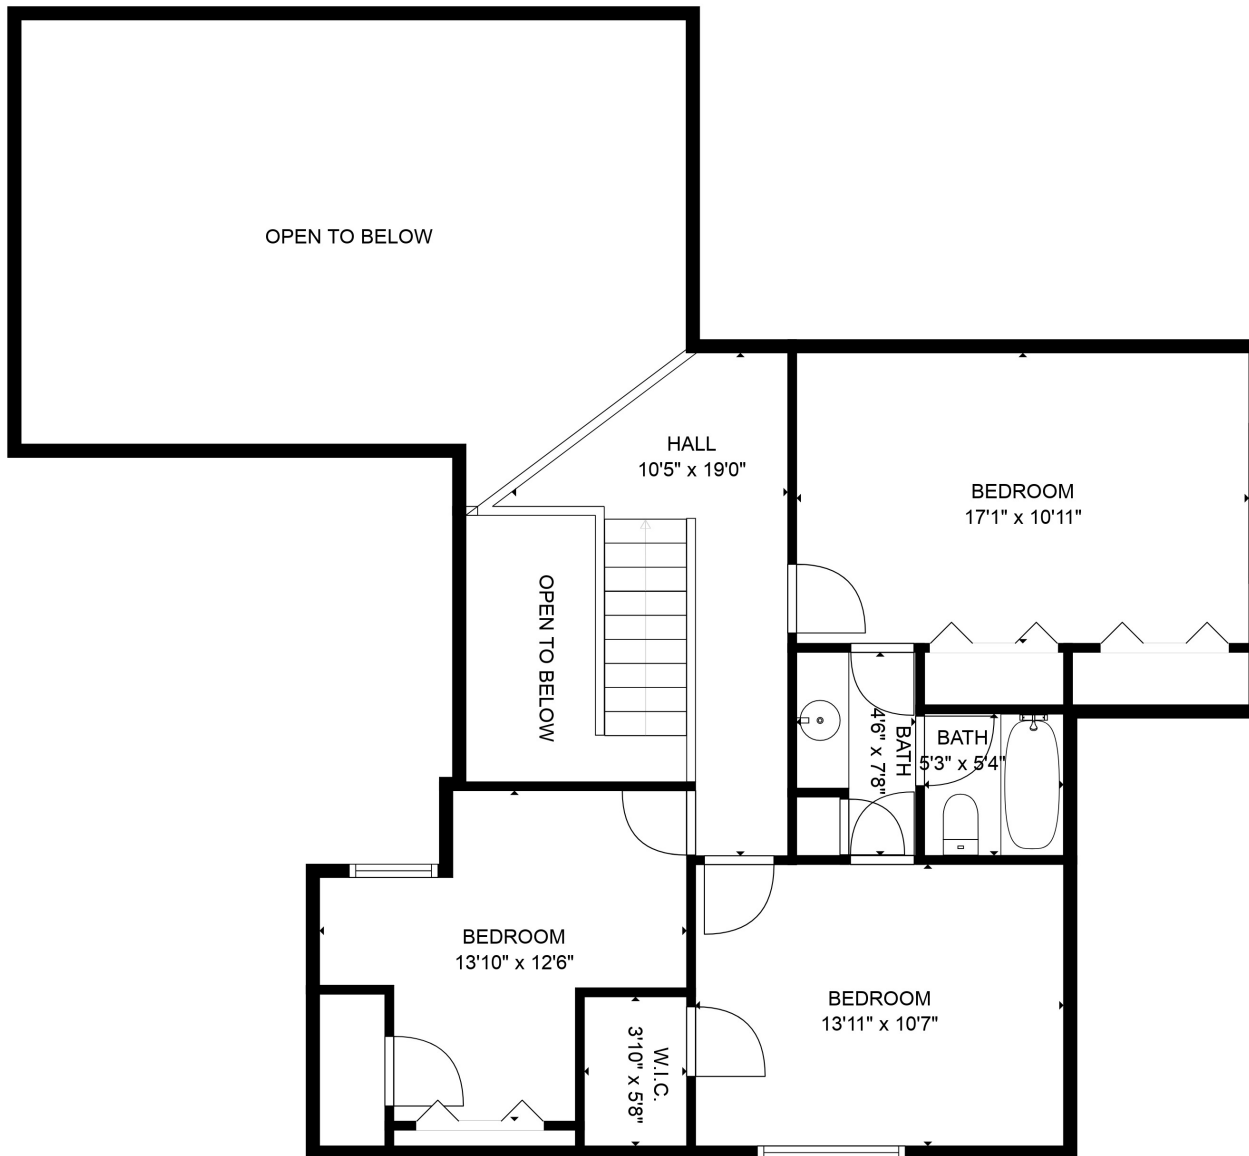 OPEN TO BELOW
HALL
10'5" x 19'0"
BEDROOM
17'1" x 10'11"
OPEN TO BELOW
BATH
4'6" x 7'8"
BATH
5'3" x 5'4"
BEDROOM
13'10" x 12'6"
BEDROOM
13'11" x 10'7"
W.I.C.
3'10" x 5'8"